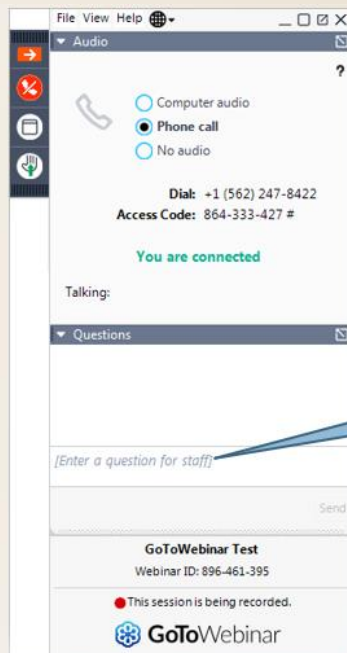 File View Help
Audio
?
Computer audio
Phone call
No audio
Dial: +1 (562) 247-8422
Access Code: 864-333-427 #
You are connected
Talking:
Questions
[Enter a question for staff]
Send
GoToWebinar Test
Webinar ID: 896-461-395
This session is being recorded.
GoToWebinar